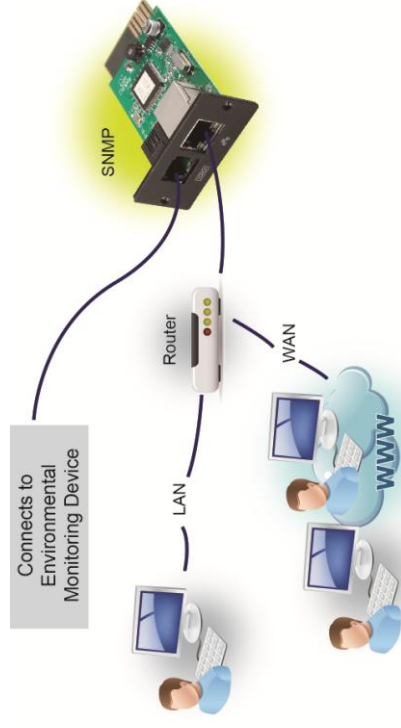 Connects to
Environmental
Monitoring Device
SNMP
Router
LAN
WAN
WWW